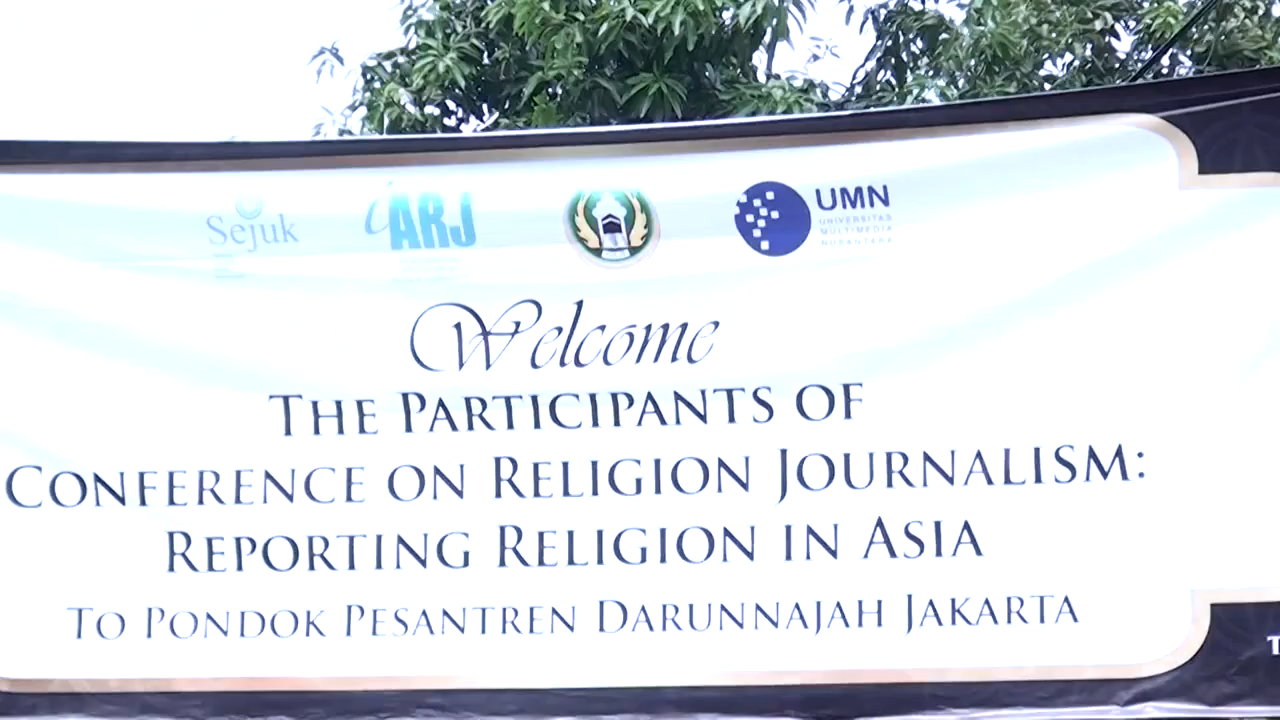 Sejuk
iARJ
UMN
UNIVERSITAS
MULTIMEDIA
NUSANTARA
Welcome
THE PARTICIPANTS OF
CONFERENCE ON RELIGION JOURNALISM:
REPORTING RELIGION IN ASIA
TO PONDOK PESANTREN DARUNNAJAH JAKARTA